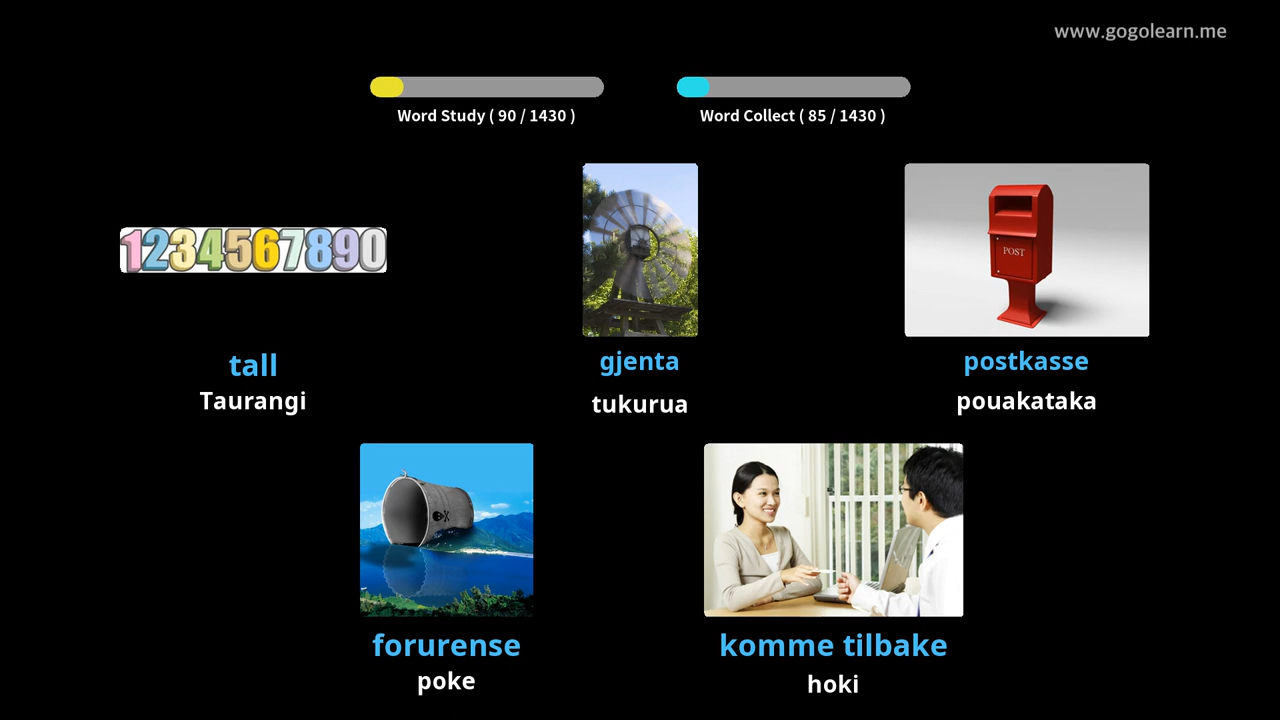 www.gogolearn.me
Word Study ( 90 / 1430 )
Word Collect ( 85 / 1430 )
1234567890
POST
tall
Taurangi
gjenta
tukurua
postkasse
pouakataka
forurense
poke
komme tilbake
hoki